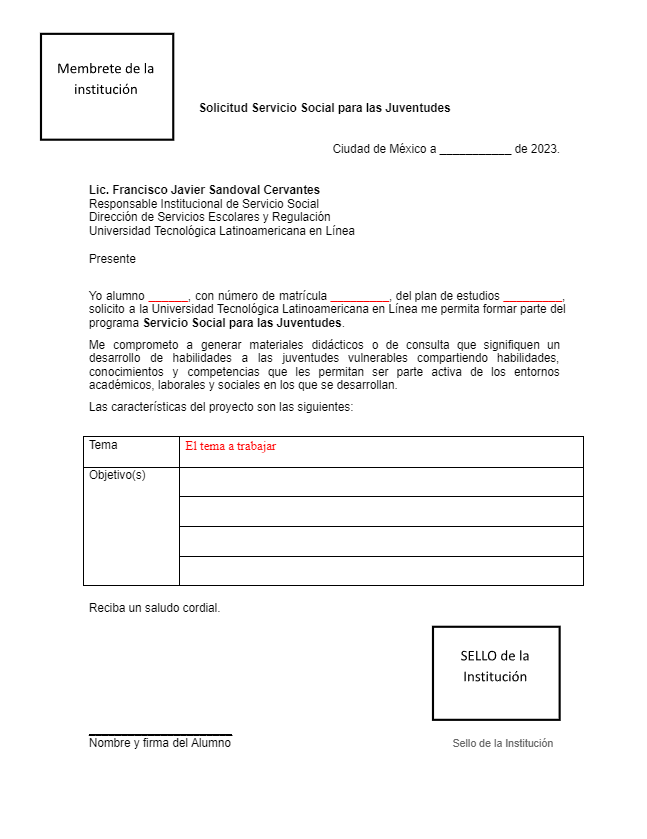 Membrete de la
institución
Solicitud Servicio Social para las Juventudes
Ciudad de México a ___________ de 2023.
Lic. Francisco Javier Sandoval Cervantes
Responsable Institucional de Servicio Social
Dirección de Servicios Escolares y Regulación
Universidad Tecnológica Latinoamericana en Línea
Presente
Yo alumno ______, con número de matrícula _________, del plan de estudios _________,
solicito a la Universidad Tecnológica Latinoamericana en Línea me permita formar parte del
programa Servicio Social para las Juventudes.
Me comprometo a generar materiales didácticos o de consulta que signifiquen un
desarrollo de habilidades a las juventudes vulnerables compartiendo habilidades,
conocimientos y competencias que les permitan ser parte activa de los entornos
académicos, laborales y sociales en los que se desarrollan.
Las características del proyecto son las siguientes:
Tema El tema a trabajar
Objetivo(s)
Reciba un saludo cordial.
SELLO de la
Institución
Nombre y firma del Alumno Sello de la Institución